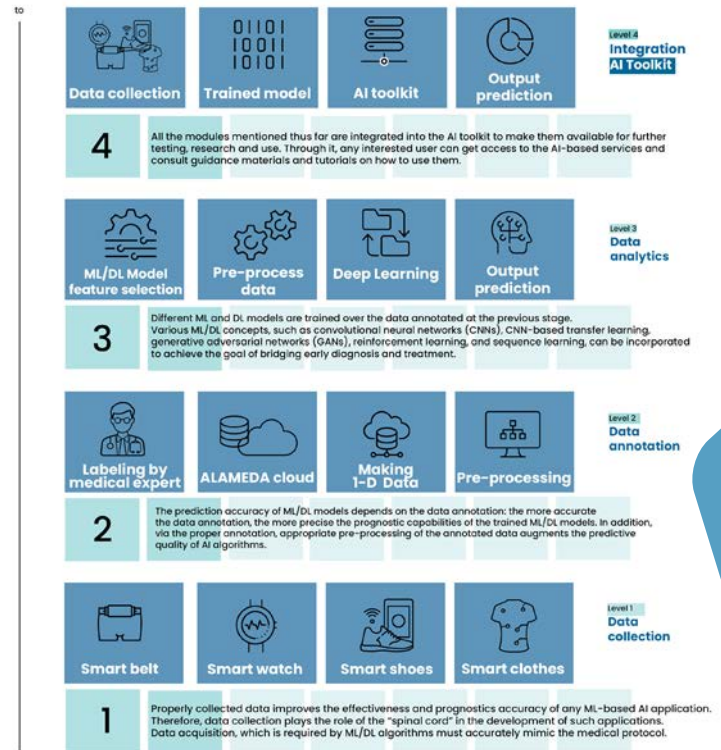 to
Data collection
Trained model
AI toolkit
Output
prediction
Level 4
Integration
AI Toolkit
4
All the modules mentioned thus far are integrated into the AI toolkit to make them available for further
testing, research and use. Through it, any interested user can get access to the AI-based services and
consult guidance materials and tutorials on how to use them.
ML/DL Model
feature selection
Pre-process
data
Deep Learning
Output
prediction
Level 3
Data
analytics
3
Different ML and DL models are trained over the data annotated at the previous stage.
Various ML/DL concepts, such as convolutional neural networks (CNNs), CNN-based transfer learning,
generative adversarial networks (GANs), reinforcement learning, and sequence learning, can be incorporated
to achieve the goal of bridging early diagnosis and treatment.
Labeling by
medical expert
ALAMEDA cloud
Making
1-D Data
Pre-processing
Level 2
Data
annotation
2
The prediction accuracy of ML/DL models depends on the data annotation: the more accurate
the data annotation, the more precise the prognostic capabilities of the trained ML/DL models. In addition,
via the proper annotation, appropriate pre-processing of the annotated data augments the predictive
quality of AI algorithms.
Smart belt
Smart watch
Smart shoes
Smart clothes
Level 1
Data
collection
1
Properly collected data improves the effectiveness and prognostics accuracy of any ML-based AI application.
Therefore, data collection plays the role of the “spinal cord” in the development of such applications.
Data acquisition, which is required by ML/DL algorithms must accurately mimic the medical protocol.